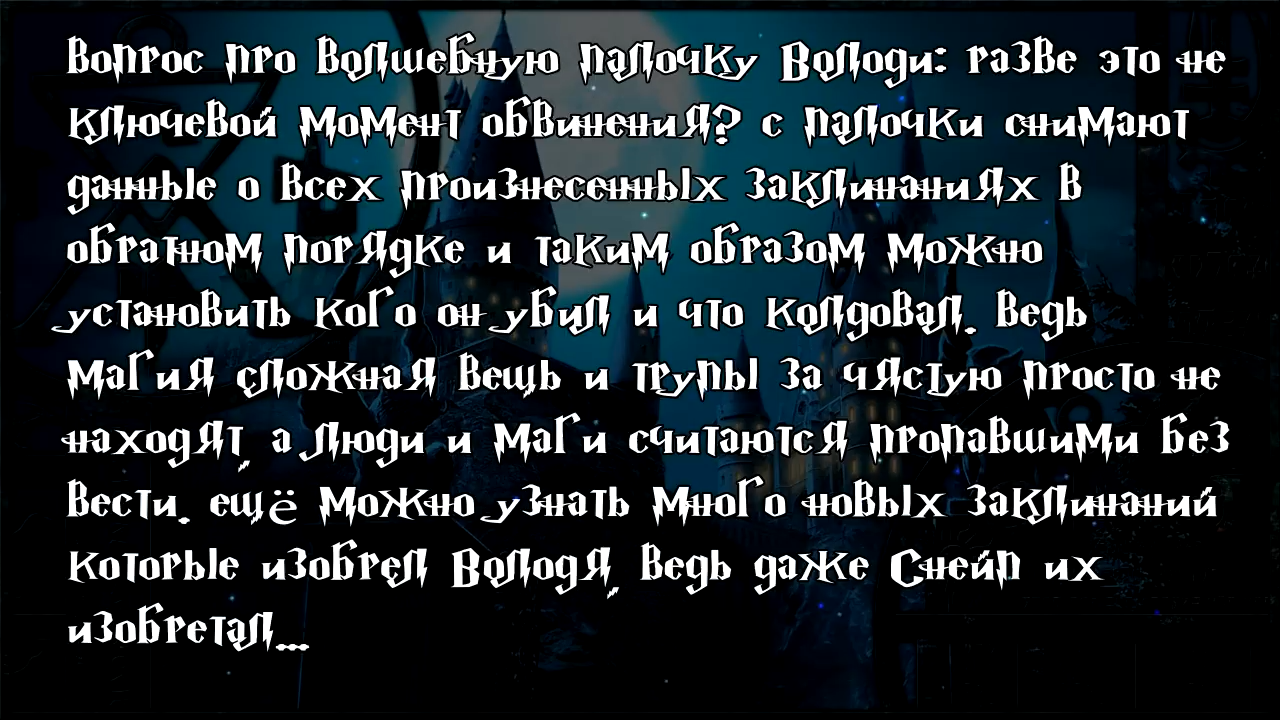 Вопрос про волшебную палочку Володи: разве это не
ключевой момент обвинения? с палочки снимают
данные о всех произнесенных заклинаниях в
обратном порядке и таким образом можно
установить кого он убил и что колдовал. ведь
магия сложная вещь и трупы за чястую просто не
находят, а люди и маги считаются пропавшими без
вести. ещё можно узнать много новых заклинаний
которые изобрел Володя, ведь даже Снейп их
изобретал...